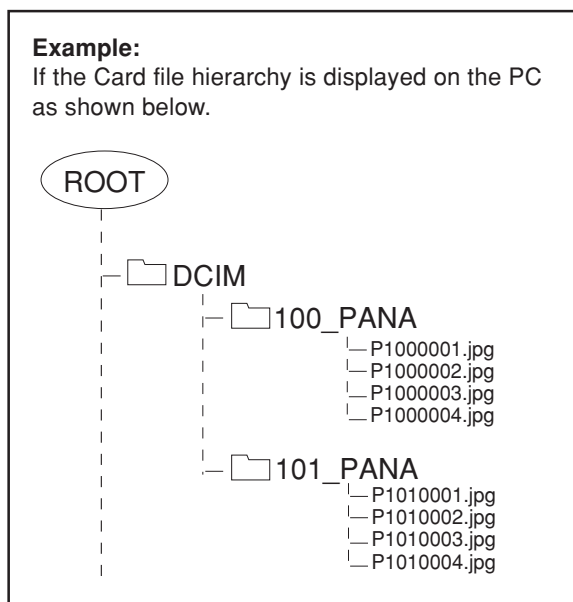 Example:
If the Card file hierarchy is displayed on the PC
as shown below.
ROOT
DCIM
100_PANA
P1000001.jpg
P1000002.jpg
P1000003.jpg
P1000004.jpg
101_PANA
P1010001.jpg
P1010002.jpg
P1010003.jpg
P1010004.jpg